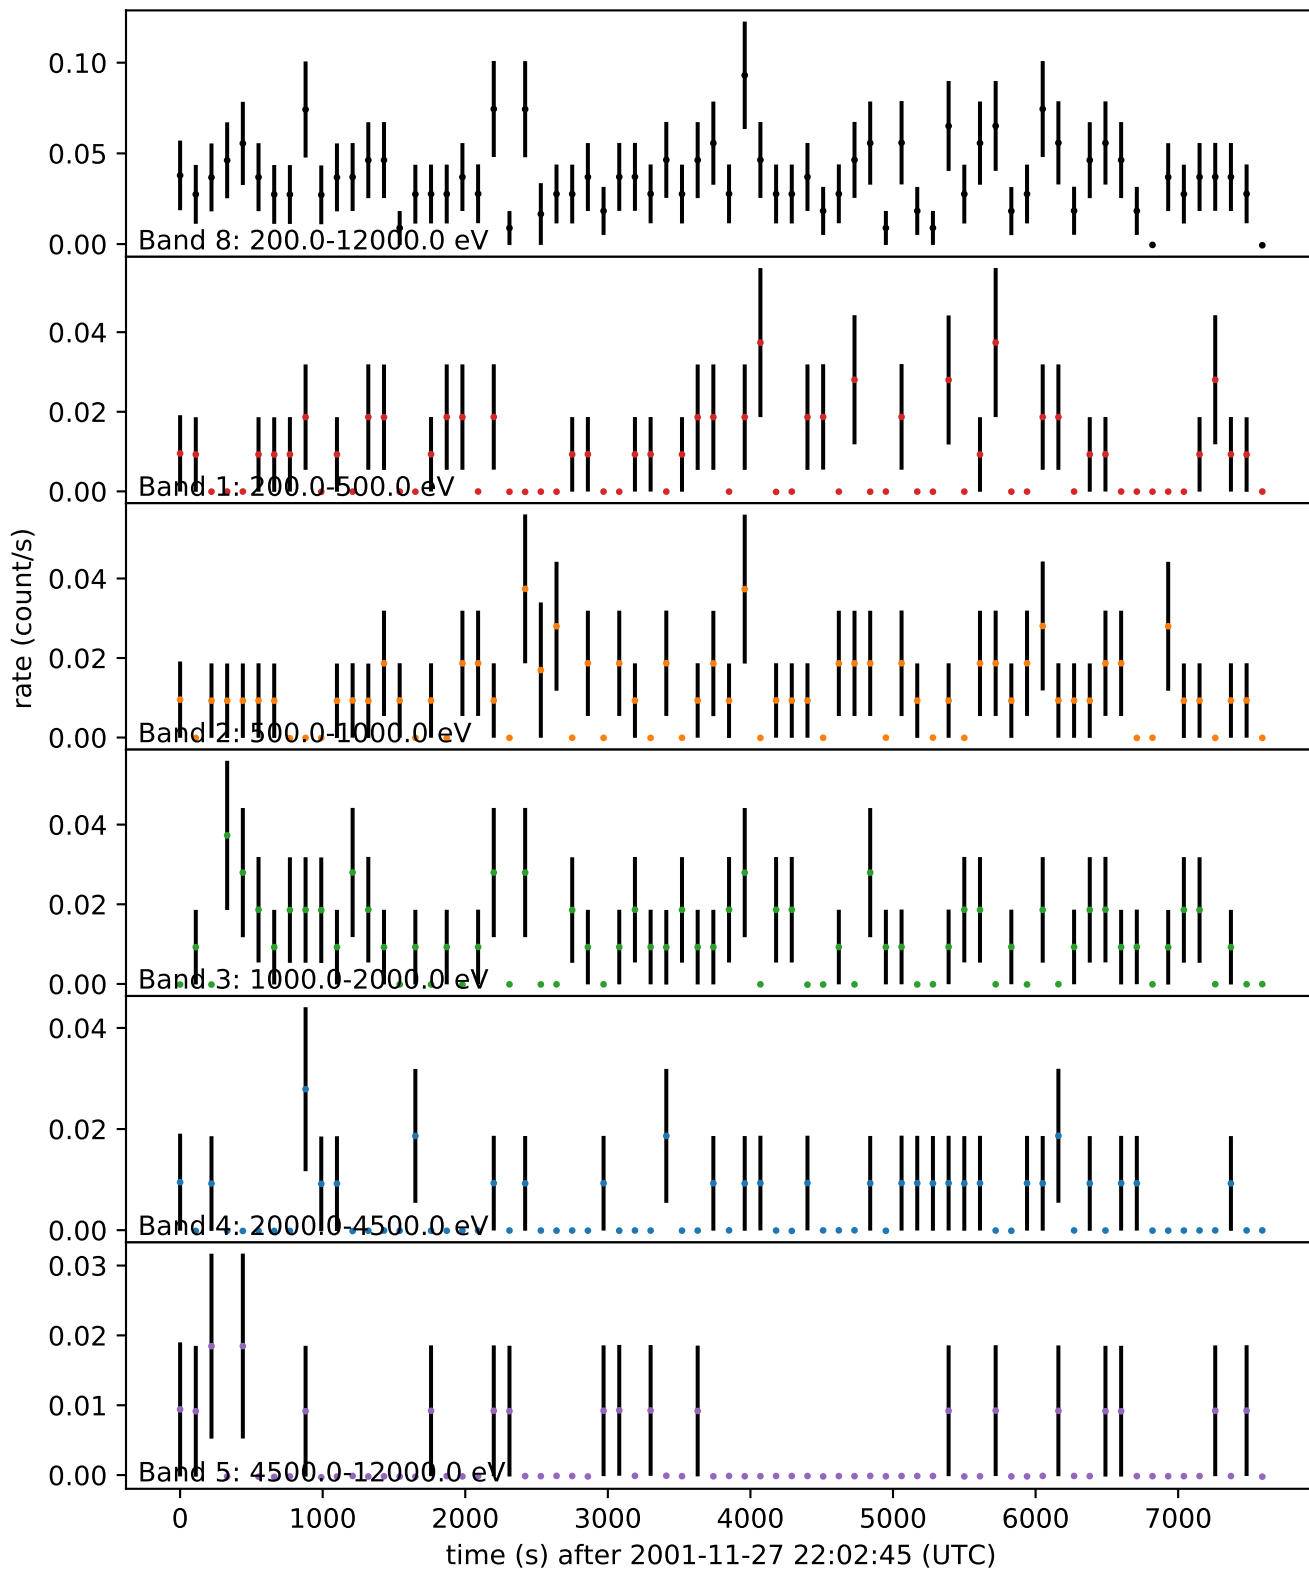 0.10
0.05
0.00
Band 8: 200.0-12000.0 eV
0.04
0.02
0.00
Band 1: 200.0-500.0 eV
0.04
0.02
0.00
Band 2: 500.0-1000.0 eV
0.04
0.02
0.00
Band 3: 1000.0-2000.0 eV
0.04
0.02
0.00
Band 4: 2000.0-4500.0 eV
0.03
0.02
0.01
0.00
Band 5: 4500.0-12000.0 eV
rate (count/s)
0 1000 2000 3000 4000 5000 6000 7000
time (s) after 2001-11-27 22:02:45 (UTC)